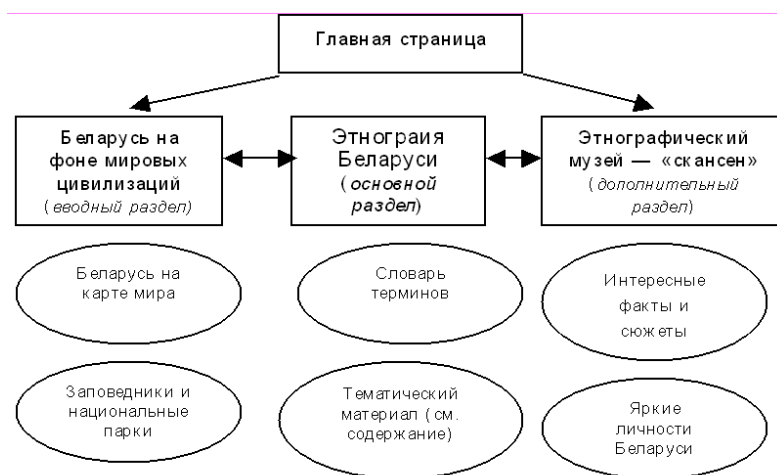 Главная страница
Беларусь на
фоне мировых
цивилизаций
(вводный раздел)
Этнограия
Беларуси
(основной
раздел)
Этнографический
музей — «скансен»
(дополнительный
раздел)
Беларусь на
карте мира
Словарь
терминов
Интересные
факты и
сюжеты
Заповедники и
национальные
парки
Тематический
материал (см.
содержание)
Яркие
личности
Беларуси